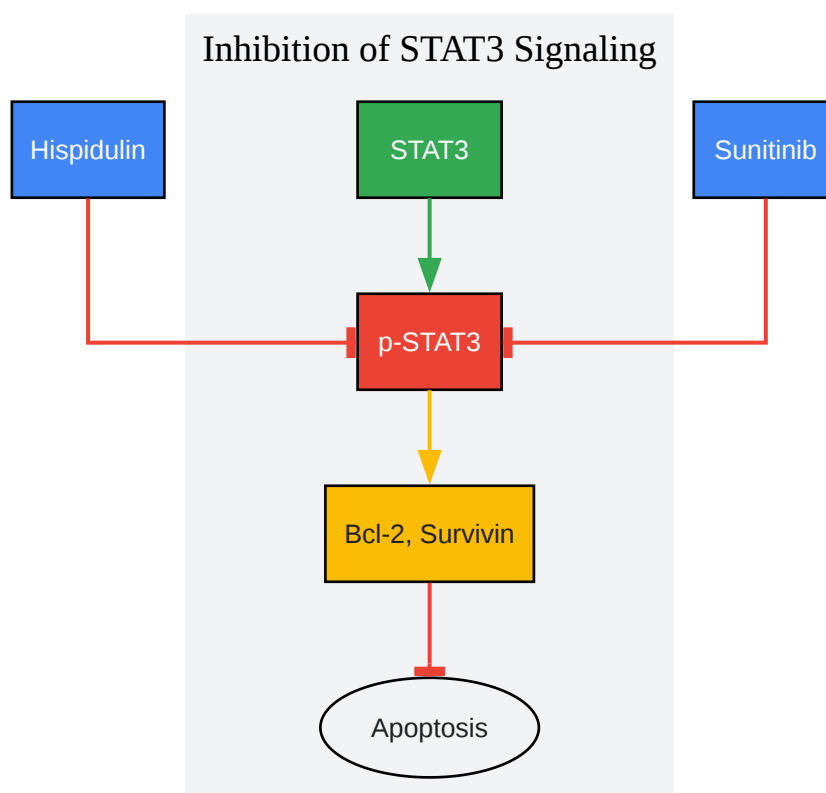 Inhibition of STAT3 Signaling
Hispidulin
STAT3
Sunitinib
p-STAT3
Bcl-2, Survivin
Apoptosis